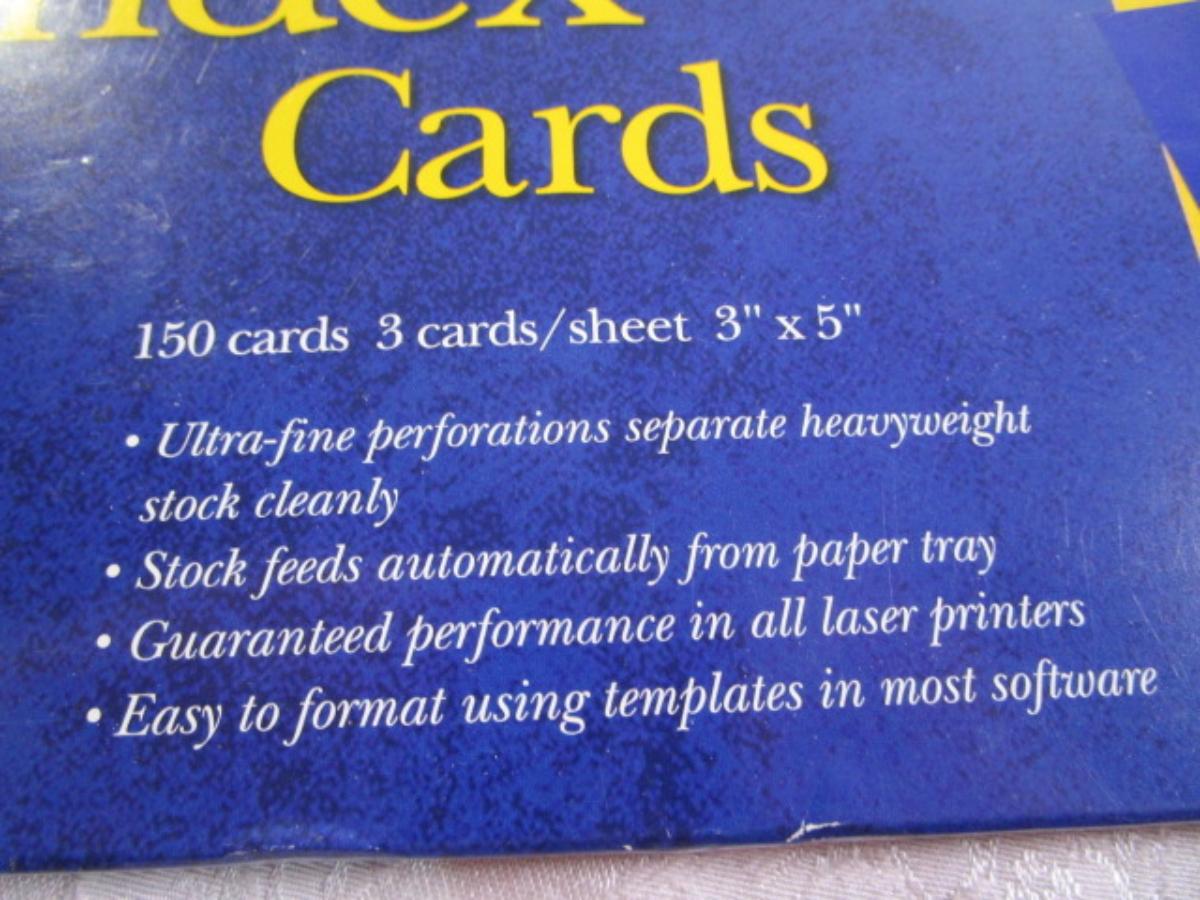 Cards
150 cards 3 cards/sheet 3" x 5"
• Ultra-fine perforations separate heavyweight
stock cleanly
• Stock feeds automatically from paper tray
• Guaranteed performance in all laser printers
• Easy to format using templates in most software